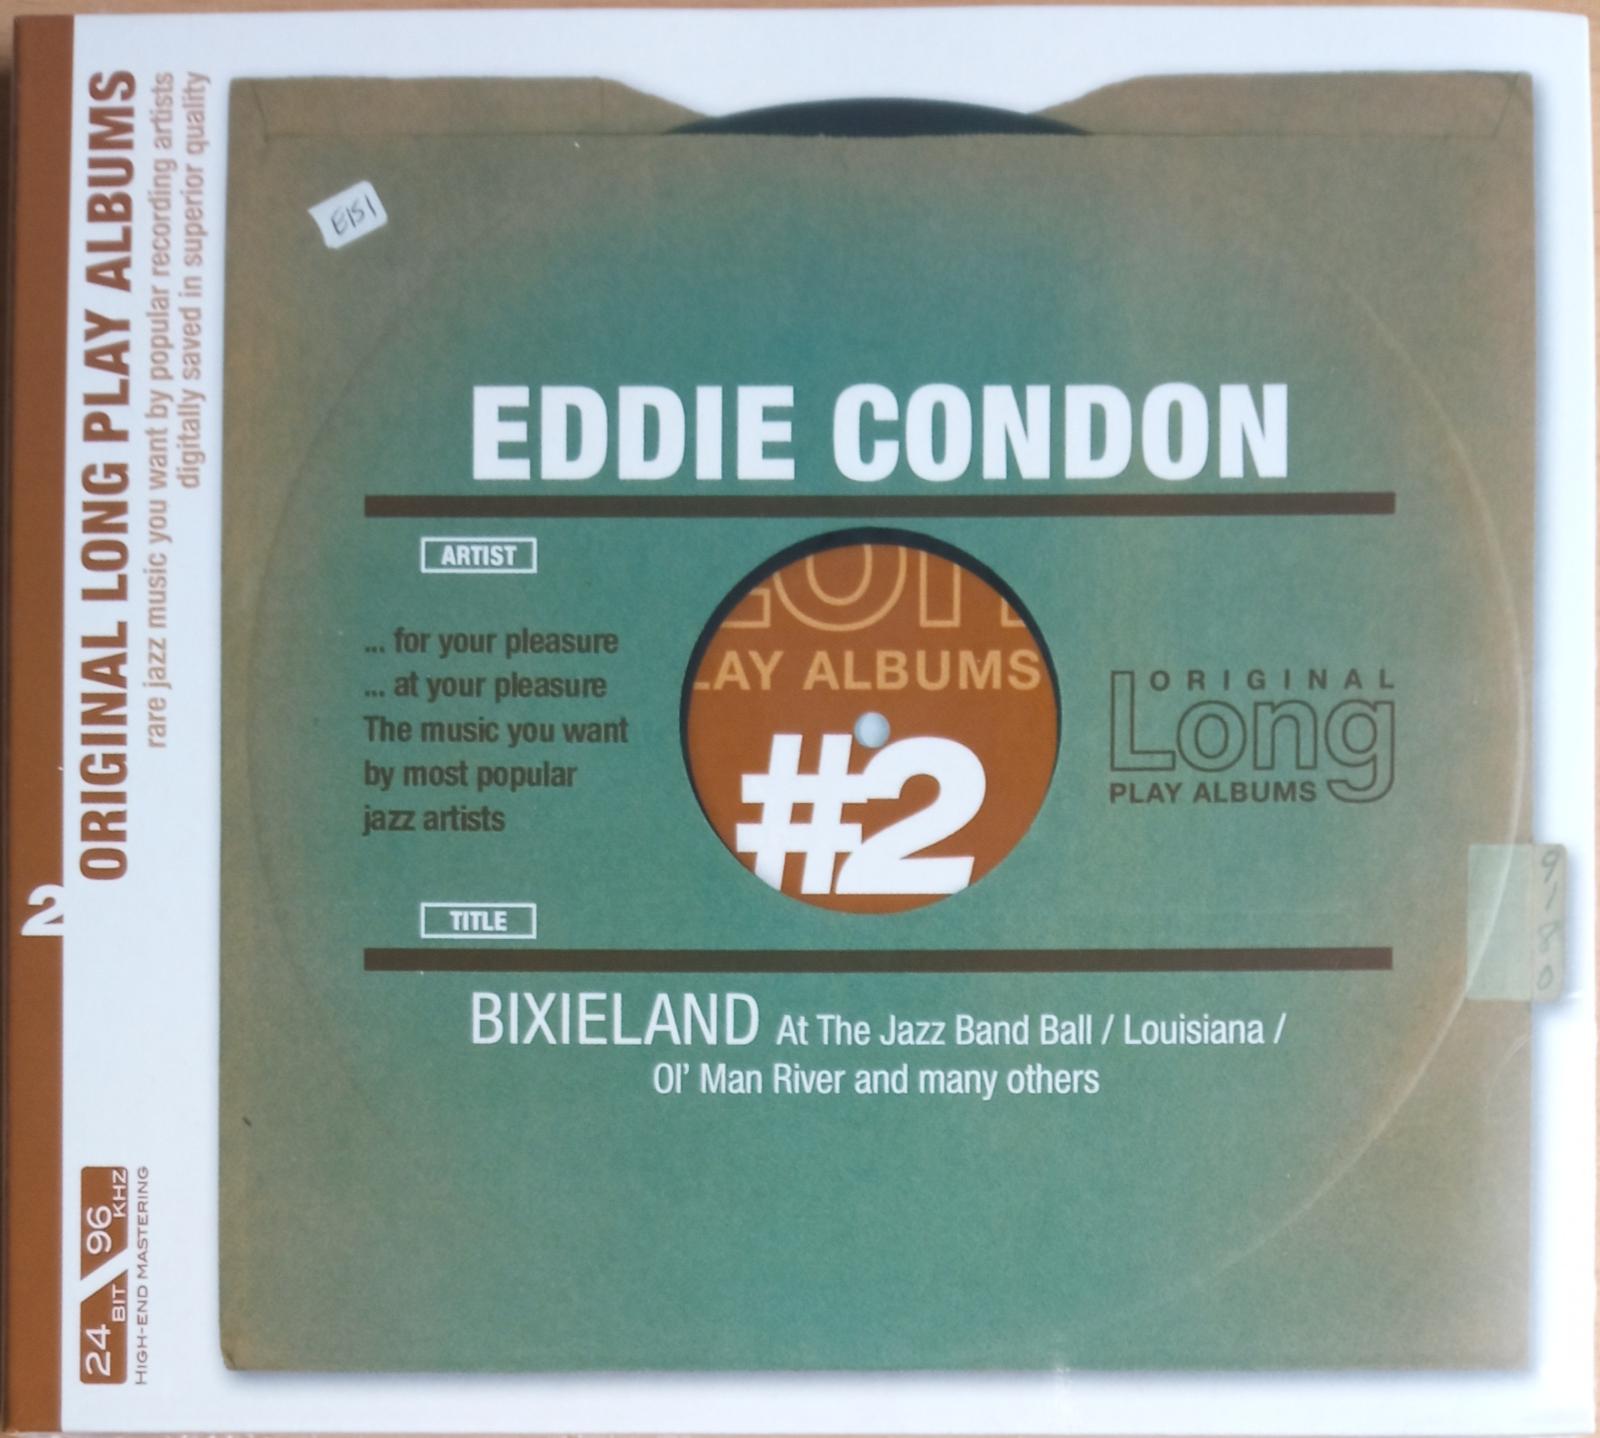 ORIGINAL LONG PLAY ALBUMS
rare jazz music you want by popular recording artists
digitally saved in superior quality
2
24 BIT 96 KHZ
HIGH-END MASTERING
E151
EDDIE CONDON
ARTIST
... for your pleasure
... at your pleasure
The music you want
by most popular
jazz artists
LAY ALBUMS
#2
ORIGINAL
Long
PLAY ALBUMS
TITLE
BIXIELAND At The Jazz Band Ball / Louisiana /
Ol' Man River and many others